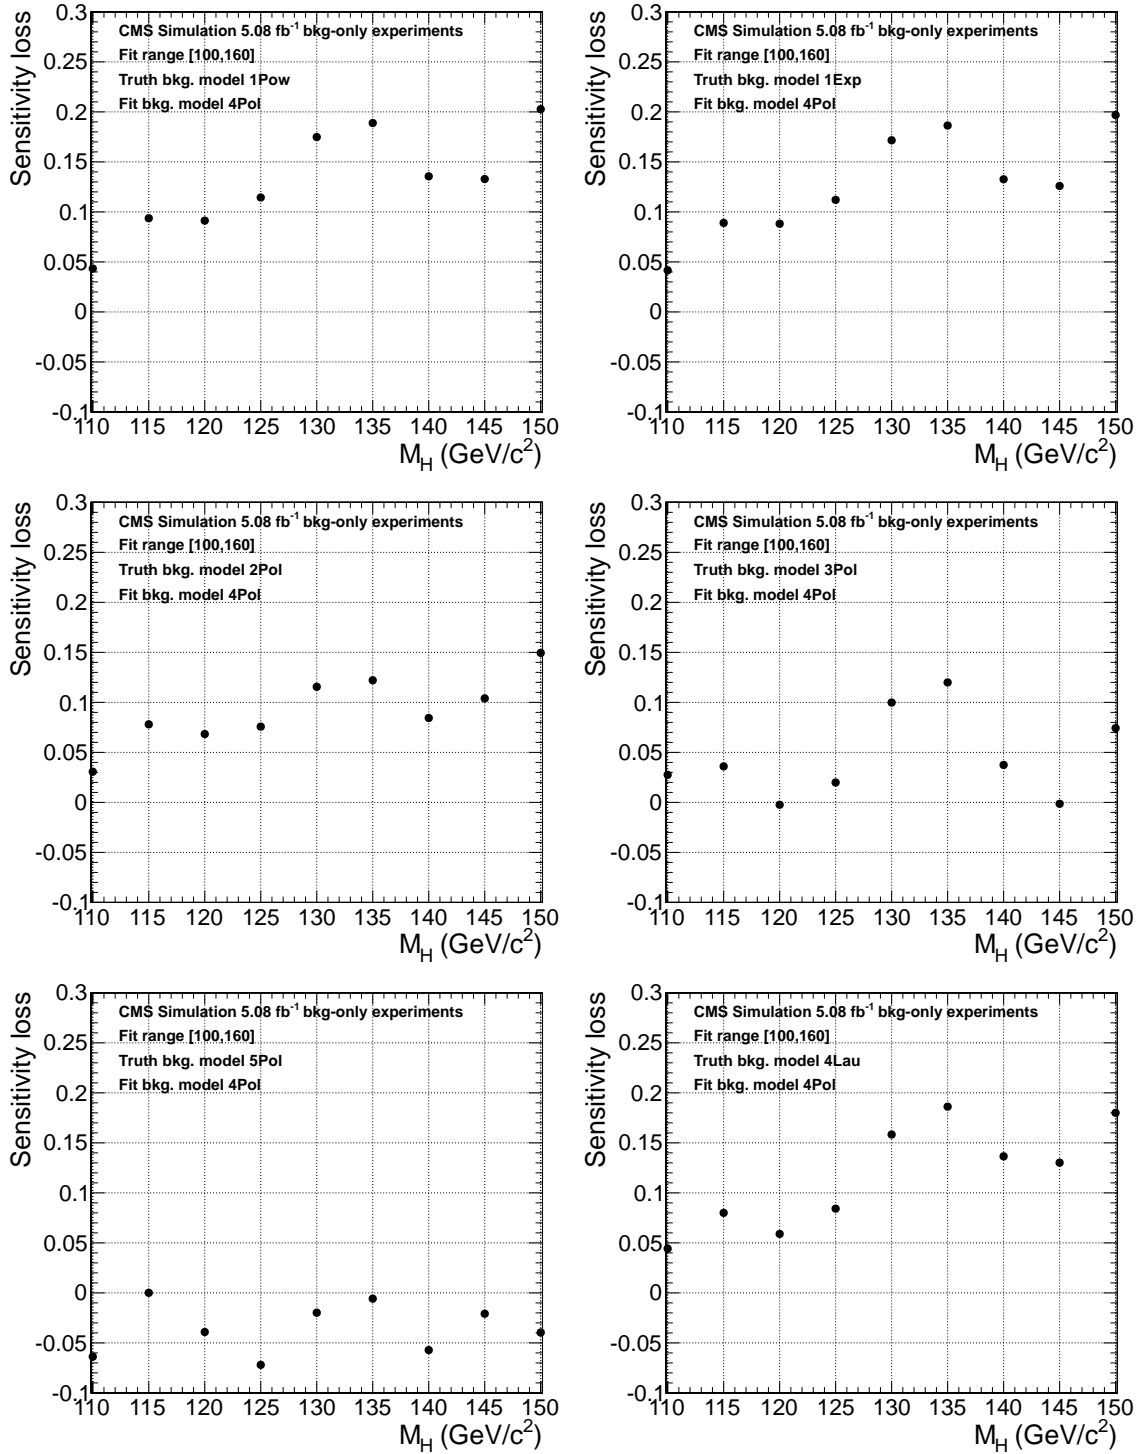 0.3
0.25
0.2
0.15
0.1
0.05
0
-0.05
-0.1
Sensitivity loss
CMS Simulation 5.08 fb⁻¹ bkg-only experiments
Fit range [100,160]
Truth bkg. model 1Pow
Fit bkg. model 4Pol
110 115 120 125 130 135 140 145 150
M_H (GeV/c²)
0.3
0.25
0.2
0.15
0.1
0.05
0
-0.05
-0.1
Sensitivity loss
CMS Simulation 5.08 fb⁻¹ bkg-only experiments
Fit range [100,160]
Truth bkg. model 1Exp
Fit bkg. model 4Pol
110 115 120 125 130 135 140 145 150
M_H (GeV/c²)
0.3
0.25
0.2
0.15
0.1
0.05
0
-0.05
-0.1
Sensitivity loss
CMS Simulation 5.08 fb⁻¹ bkg-only experiments
Fit range [100,160]
Truth bkg. model 2Pol
Fit bkg. model 4Pol
110 115 120 125 130 135 140 145 150
M_H (GeV/c²)
0.3
0.25
0.2
0.15
0.1
0.05
0
-0.05
-0.1
Sensitivity loss
CMS Simulation 5.08 fb⁻¹ bkg-only experiments
Fit range [100,160]
Truth bkg. model 3Pol
Fit bkg. model 4Pol
110 115 120 125 130 135 140 145 150
M_H (GeV/c²)
0.3
0.25
0.2
0.15
0.1
0.05
0
-0.05
-0.1
Sensitivity loss
CMS Simulation 5.08 fb⁻¹ bkg-only experiments
Fit range [100,160]
Truth bkg. model 5Pol
Fit bkg. model 4Pol
110 115 120 125 130 135 140 145 150
M_H (GeV/c²)
0.3
0.25
0.2
0.15
0.1
0.05
0
-0.05
-0.1
Sensitivity loss
CMS Simulation 5.08 fb⁻¹ bkg-only experiments
Fit range [100,160]
Truth bkg. model 4Lau
Fit bkg. model 4Pol
110 115 120 125 130 135 140 145 150
M_H (GeV/c²)